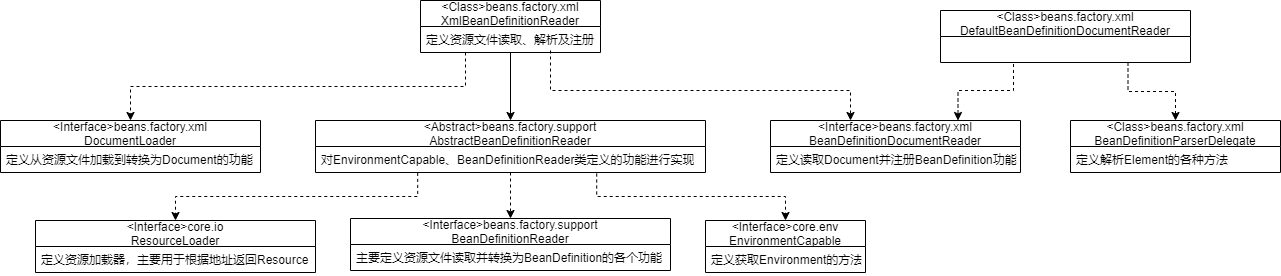 <Class>beans.factory.xml
XmlBeanDefinitionReader
定义资源文件读取、解析及注册
<Class>beans.factory.xml
DefaultBeanDefinitionDocumentReader
<Interface>beans.factory.xml
DocumentLoader
定义从资源文件加载到转换为Document的功能
<Abstract>beans.factory.support
AbstractBeanDefinitionReader
对EnvironmentCapable、BeanDefinitionReader类定义的功能进行实现
<Interface>beans.factory.xml
BeanDefinitionDocumentReader
定义读取Document并注册BeanDefinition功能
<Class>beans.factory.xml
BeanDefinitionParserDelegate
定义解析Element的各种方法
<Interface>core.io
ResourceLoader
定义资源加载器，主要用于根据地址返回Resource
<Interface>beans.factory.support
BeanDefinitionReader
主要定义资源文件读取并转换为BeanDefinition的各个功能
<Interface>core.env
EnvironmentCapable
定义获取Environment的方法